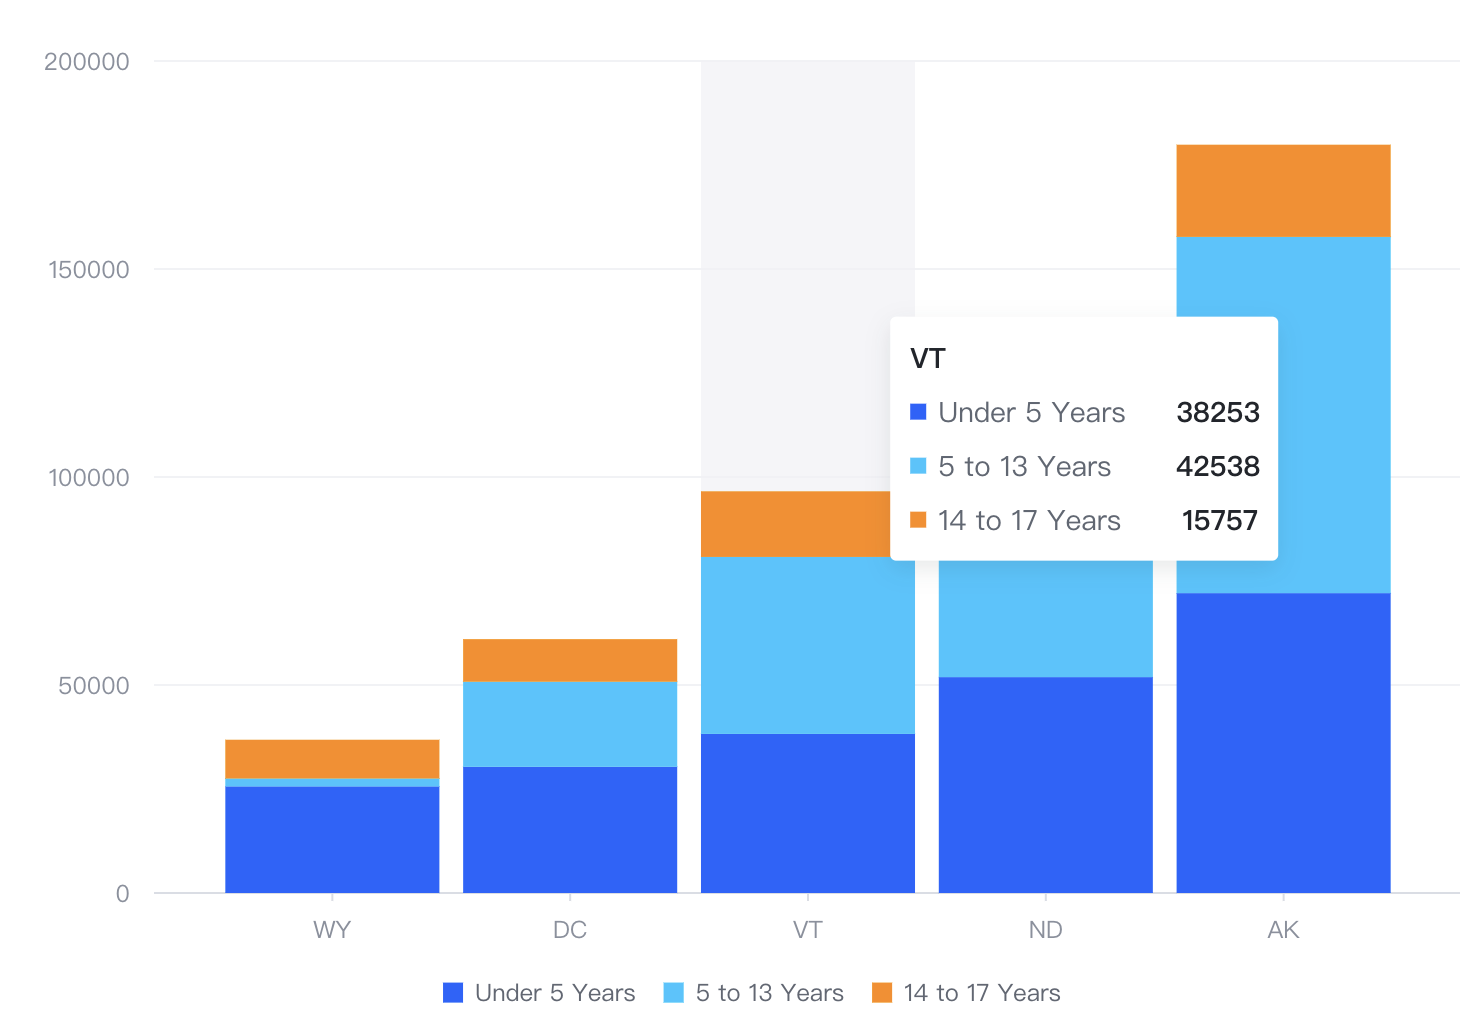 200000
150000
100000
50000
0
VT
Under 5 Years 38253
5 to 13 Years 42538
14 to 17 Years 15757
WY DC VT ND AK
Under 5 Years 5 to 13 Years 14 to 17 Years